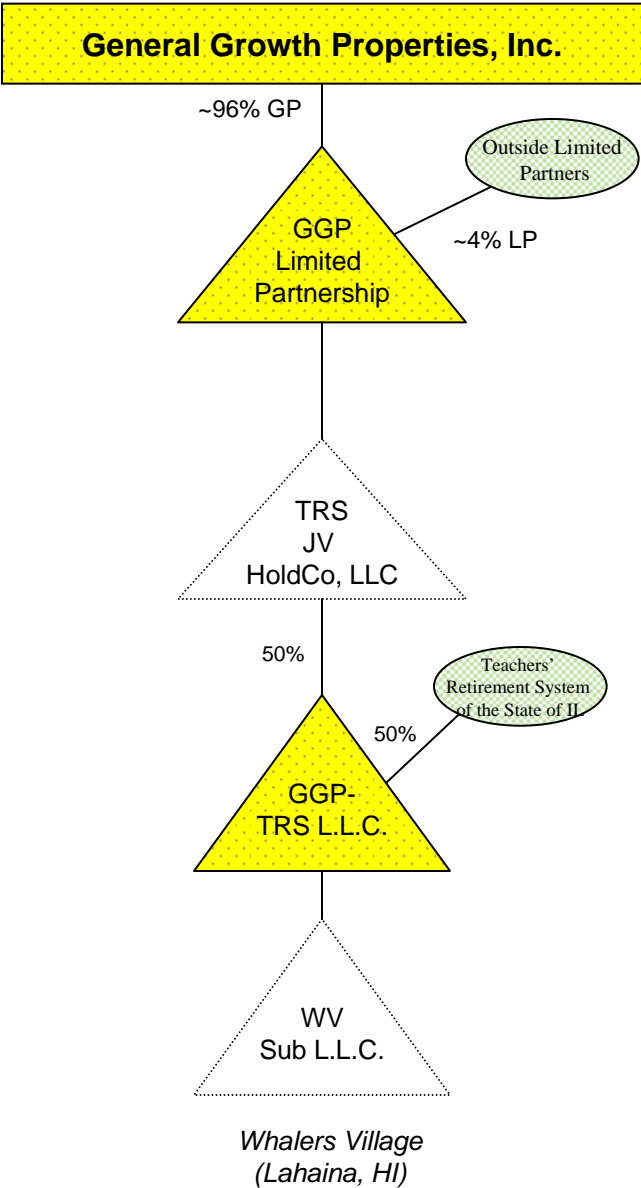 General Growth Properties, Inc.
~96% GP
Outside Limited
Partners
GGP
Limited
Partnership
~4% LP
TRS
JV
HoldCo, LLC
50%
Teachers’
Retirement System
of the State of IL
50%
GGP-
TRS L.L.C.
WV
Sub L.L.C.
Whalers Village
(Lahaina, HI)